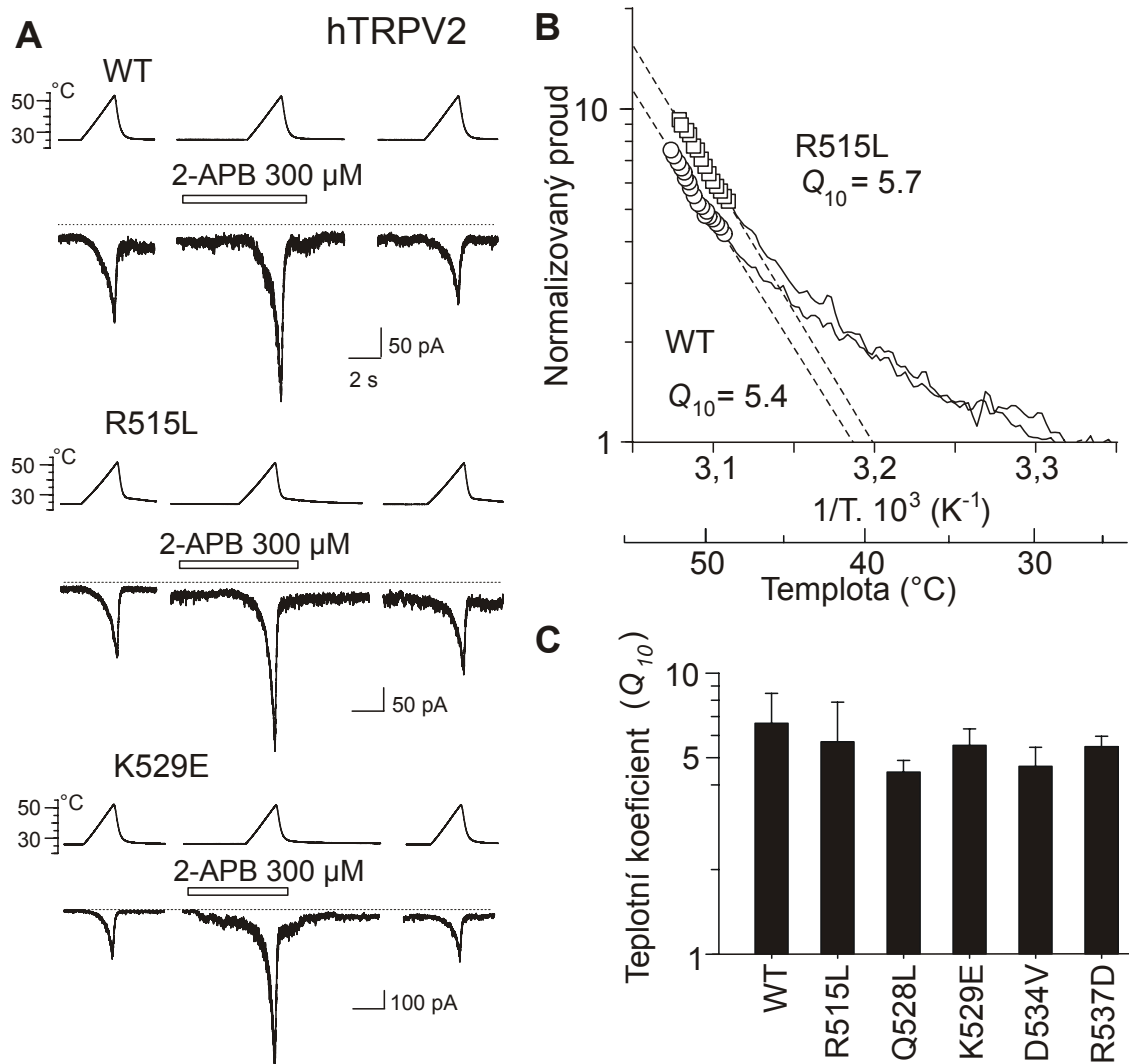 A
hTRPV2
WT
°C
50
30
2-APB 300 µM
50 pA
2 s
R515L
°C
50
30
2-APB 300 µM
50 pA
K529E
°C
50
30
2-APB 300 µM
100 pA
B
Normalizovaný proud
10
1
R515L
Q10 = 5.7
WT
Q10 = 5.4
3,1 3,2 3,3
1/T. 10³ (K⁻¹)
50 40 30
Templota (°C)
C
Teplotní koeficient (Q10)
10
5
1
WT
R515L
Q528L
K529E
D534V
R537D